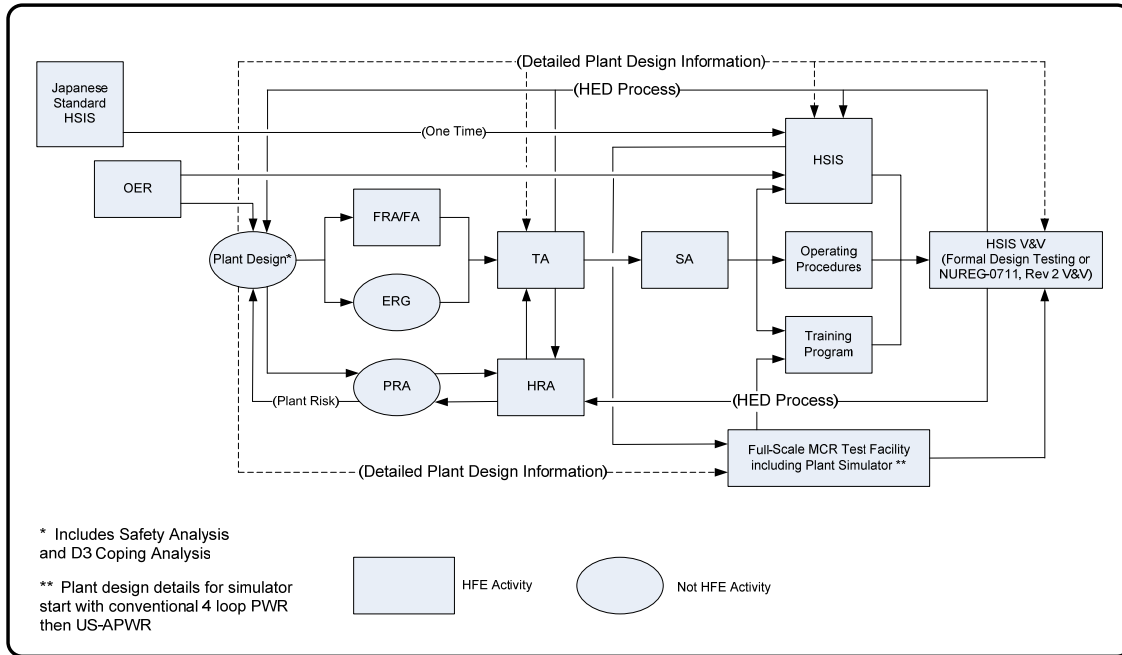 (Detailed Plant Design Information)
Japanese
Standard
HSIS
(HED Process)
(One Time)
HSIS
OER
FRA/FA
Plant Design*
TA
SA
Operating
Procedures
HSIS V&V
(Formal Design Testing or
NUREG-0711, Rev 2 V&V)
ERG
Training
Program
PRA
HRA
(Plant Risk)
(HED Process)
Full-Scale MCR Test Facility
including Plant Simulator **
(Detailed Plant Design Information)
* Includes Safety Analysis
and D3 Coping Analysis
** Plant design details for simulator
start with conventional 4 loop PWR
then US-APWR
HFE Activity
Not HFE Activity